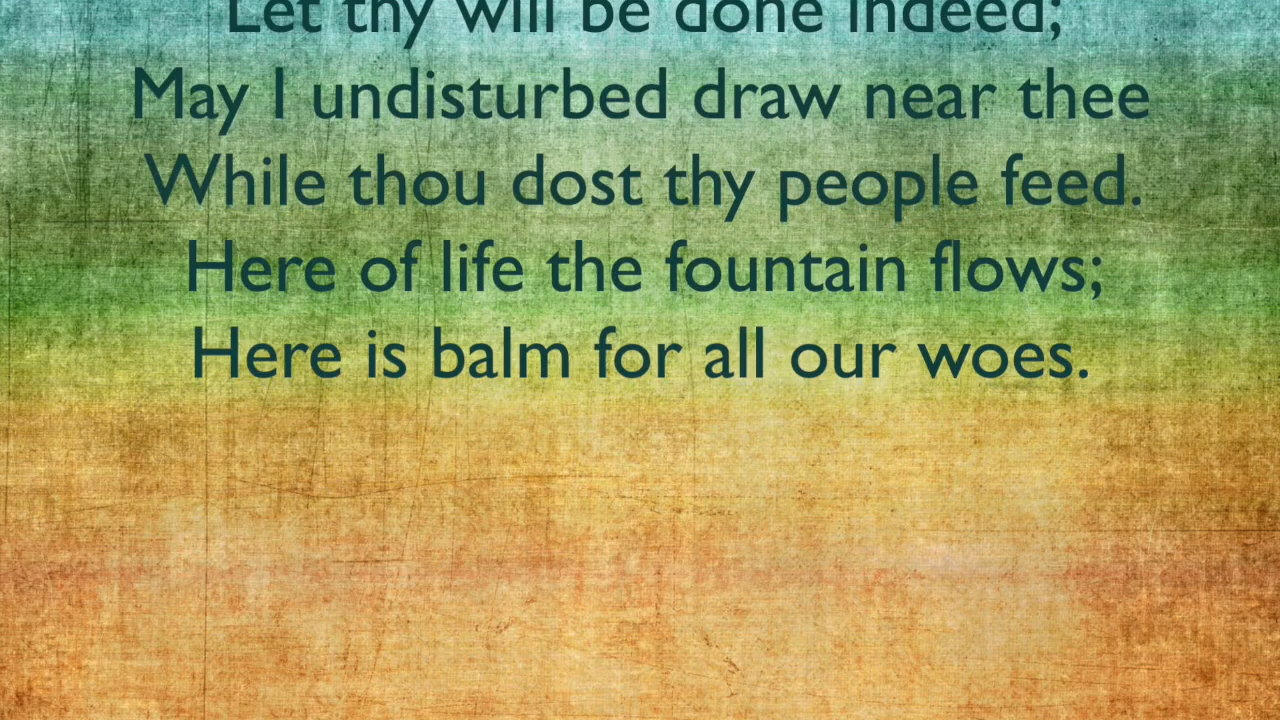 Let thy will be done indeed;
May I undisturbed draw near thee
While thou dost thy people feed.
Here of life the fountain flows;
Here is balm for all our woes.